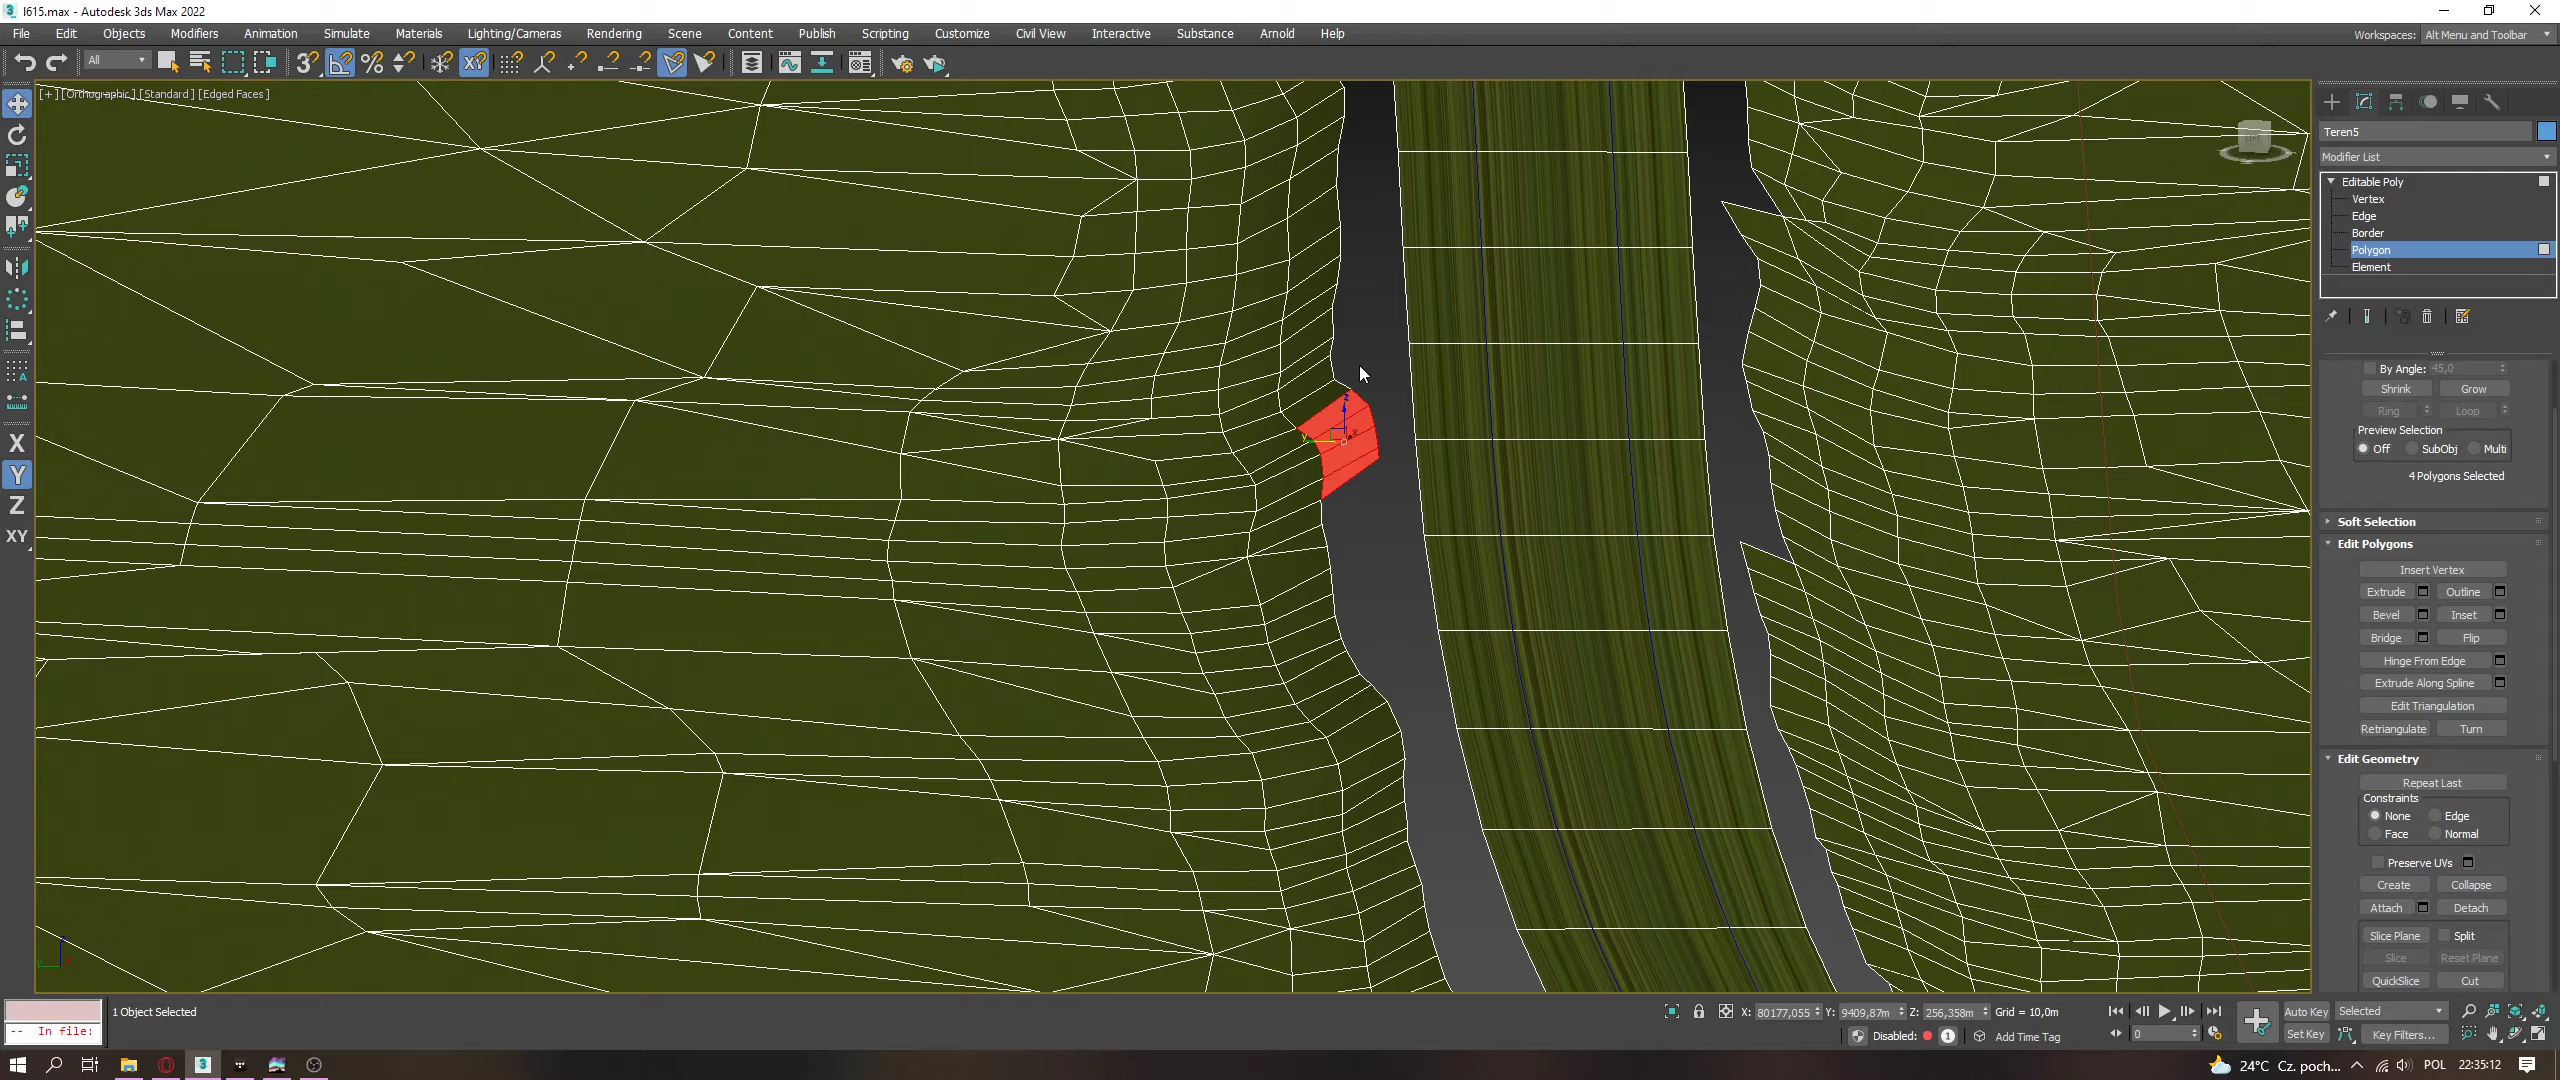 I615.max - Autodesk 3ds Max 2022
File Edit Objects Modifiers Animation Simulate Materials Lighting/Cameras Rendering Scene Content Publish Scripting Customize Civil View Interactive Substance Arnold Help
Workspaces: Alt Menu and Toolbar
All
[+] [Orthographic] [Standard] [Edged Faces]
Teren5
Modifier List
Editable Poly
Vertex
Edge
Border
Polygon
Element
By Angle: 45,0
Shrink Grow
Ring Loop
Preview Selection
Off SubObj Multi
4 Polygons Selected
Soft Selection
Edit Polygons
Insert Vertex
Extrude Outline
Bevel Inset
Bridge Flip
Hinge From Edge
Extrude Along Spline
Edit Triangulation
Retriangulate Turn
Edit Geometry
Repeat Last
Constraints
None Edge
Face Normal
Preserve UVs
Create Collapse
Attach Detach
Slice Plane Split
Slice Reset Plane
QuickSlice Cut
X
Y
Z
XY
1 Object Selected
-- In file:
X: 80177,055 Y: 9409,87m Z: 256,358m Grid = 10,0m
Disabled: 1 Add Time Tag
0
Auto Key Selected
Set Key Key Filters...
24°C Cz. poch... POL 22:35:12